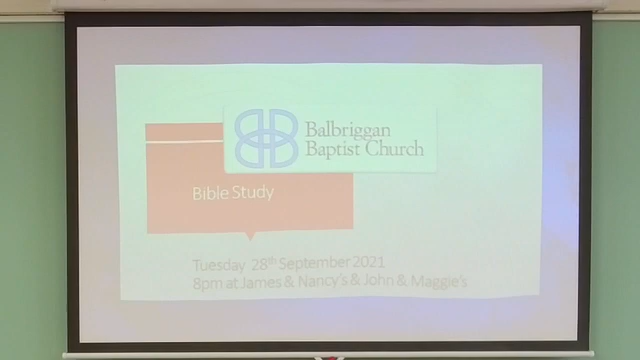 Balbriggan
Baptist Church
Bible Study
Tuesday 28th September 2021
8pm at James & Nancy's & John & Maggie's